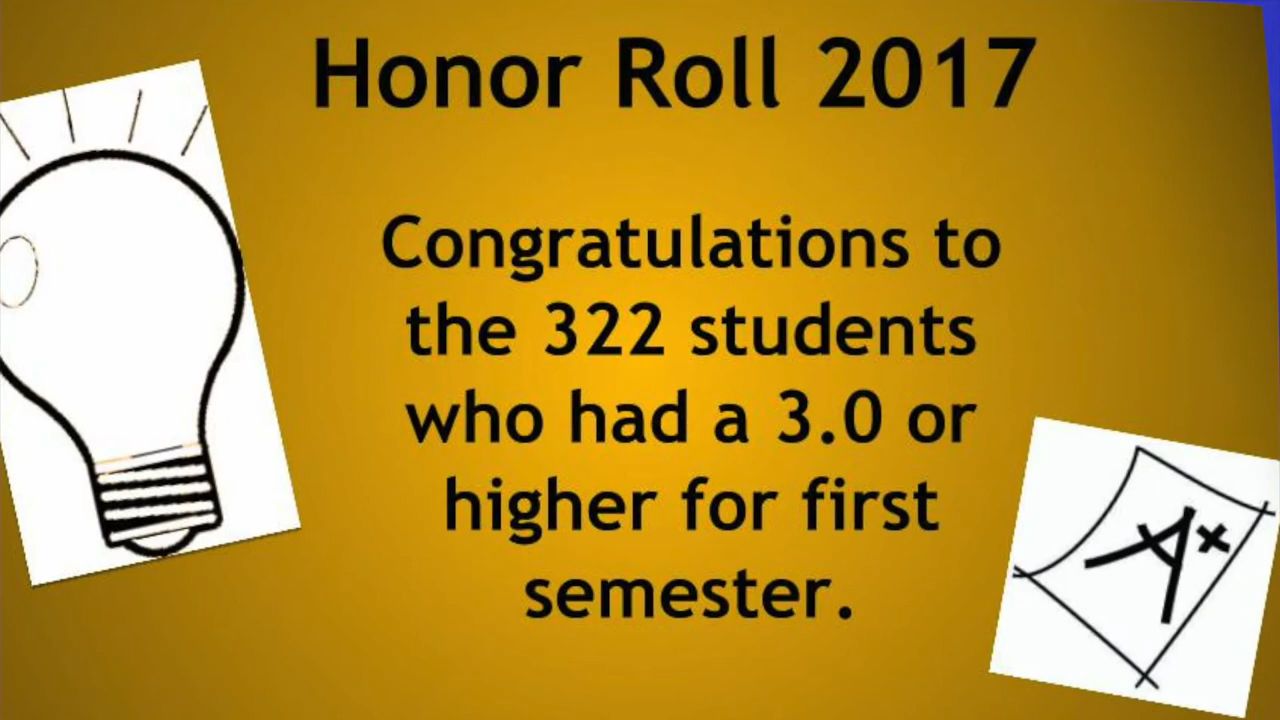 Honor Roll 2017
Congratulations to
the 322 students
who had a 3.0 or
higher for first
semester.
A+